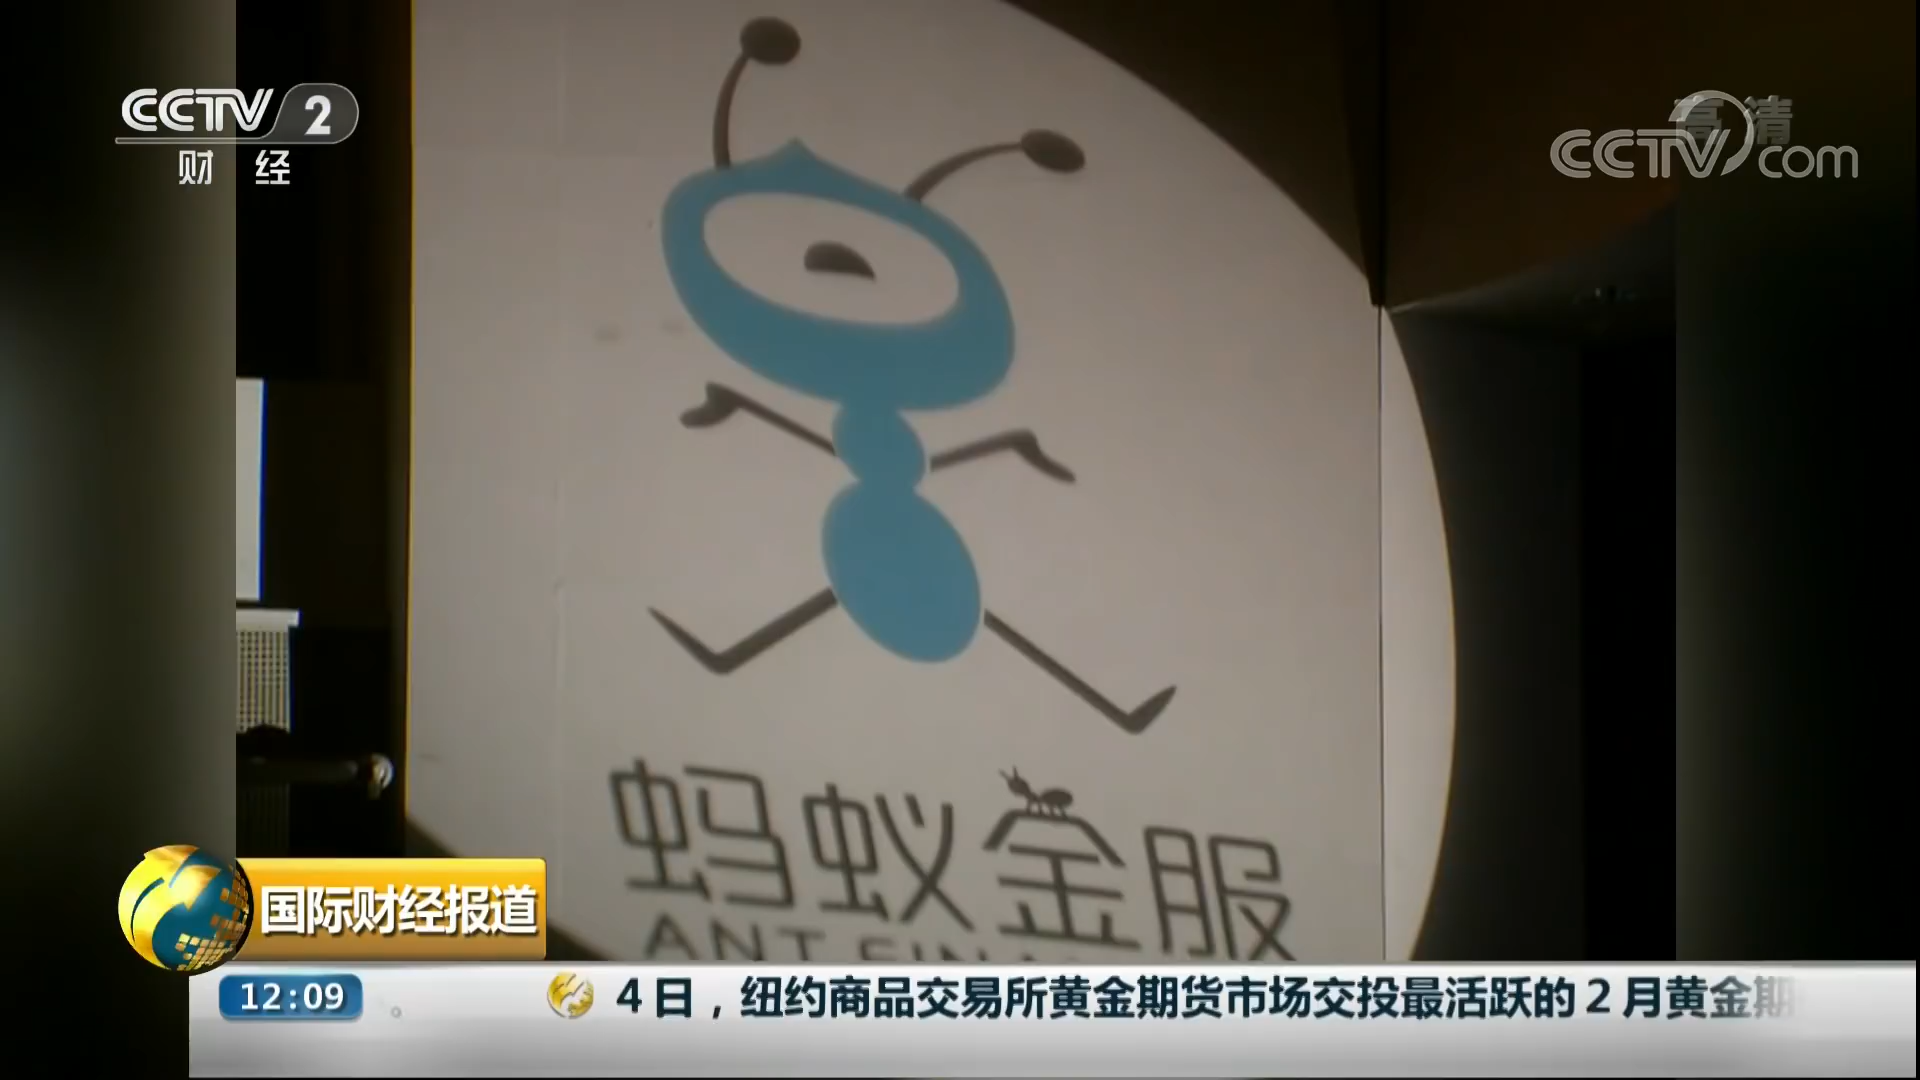 CCTV 2
财 经
高清
CCTV.com
蚂蚁金服
ANT FINAN
国际财经报道
12:09
。 4日，纽约商品交易所黄金期货市场交投最活跃的2月黄金期